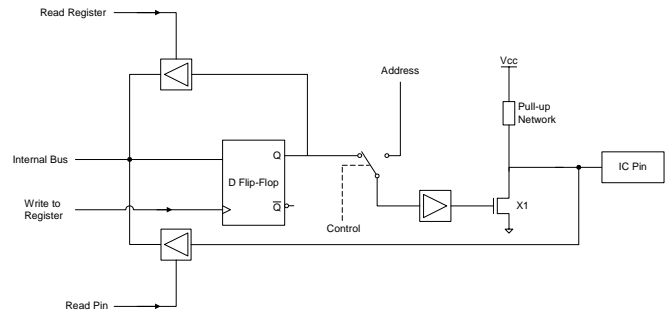 Read Register
Address
Vcc
Pull-up
Network
Internal Bus
Q
D Flip-Flop
IC Pin
Write to
Register
Q̅
X1
Control
Read Pin